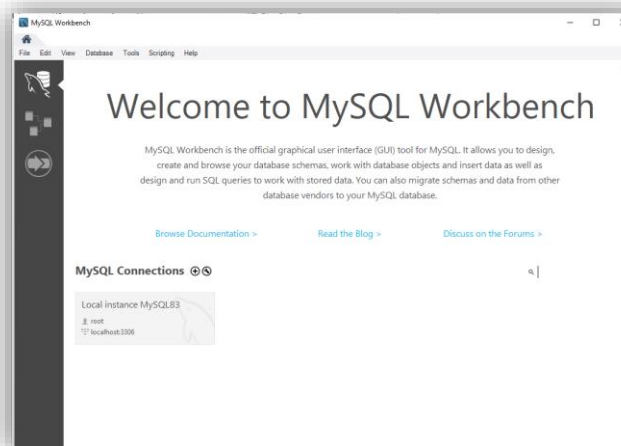 MySQL Workbench
File Edit View Database Tools Scripting Help
Welcome to MySQL Workbench
MySQL Workbench is the official graphical user interface (GUI) tool for MySQL. It allows you to design,
create and browse your database schemas, work with database objects and insert data as well as
design and run SQL queries to work with stored data. You can also migrate schemas and data from other
database vendors to your MySQL database.
Browse Documentation > Read the Blog > Discuss on the Forums >
MySQL Connections
Local instance MySQL83
root
localhost:3306